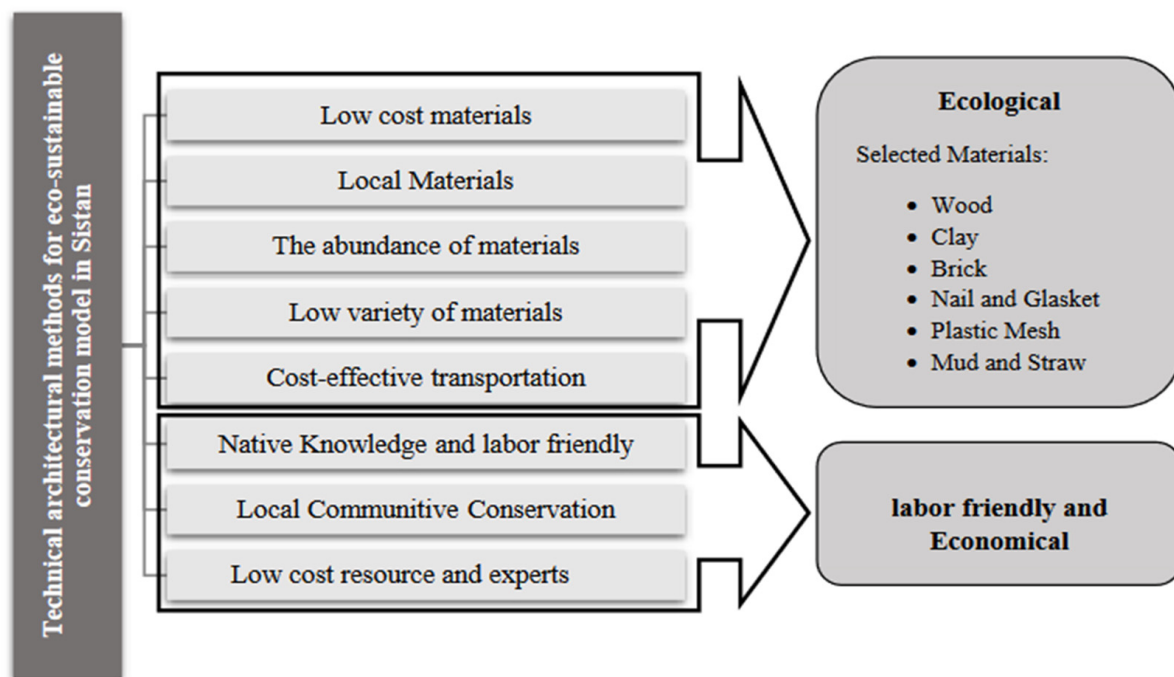 Technical architectural methods for eco-sustainable
conservation model in Sistan
Low cost materials
Local Materials
The abundance of materials
Low variety of materials
Cost-effective transportation
Native Knowledge and labor friendly
Local Communitive Conservation
Low cost resource and experts
Ecological
Selected Materials:
• Wood
• Clay
• Brick
• Nail and Glasket
• Plastic Mesh
• Mud and Straw
labor friendly and
Economical